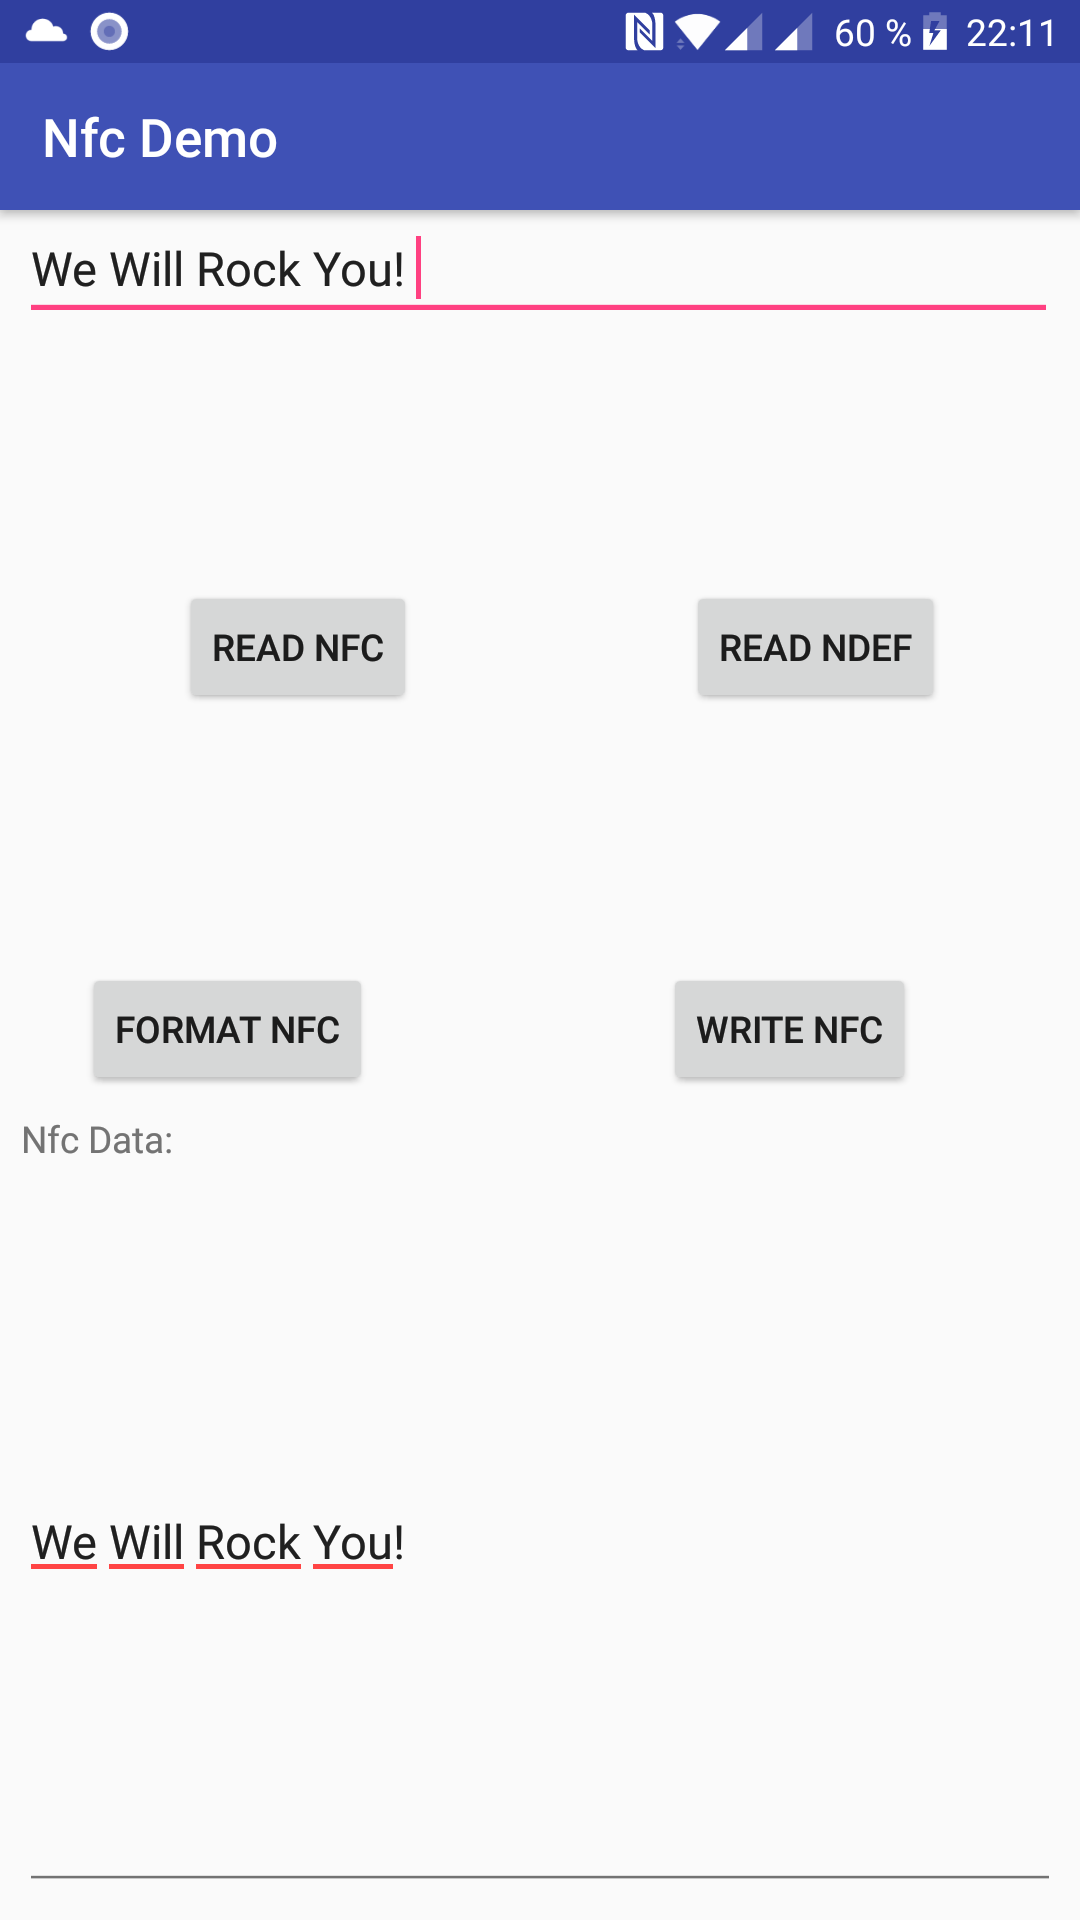 60 % 22:11
Nfc Demo
We Will Rock You!
READ NFC READ NDEF
FORMAT NFC WRITE NFC
Nfc Data:
We Will Rock You!